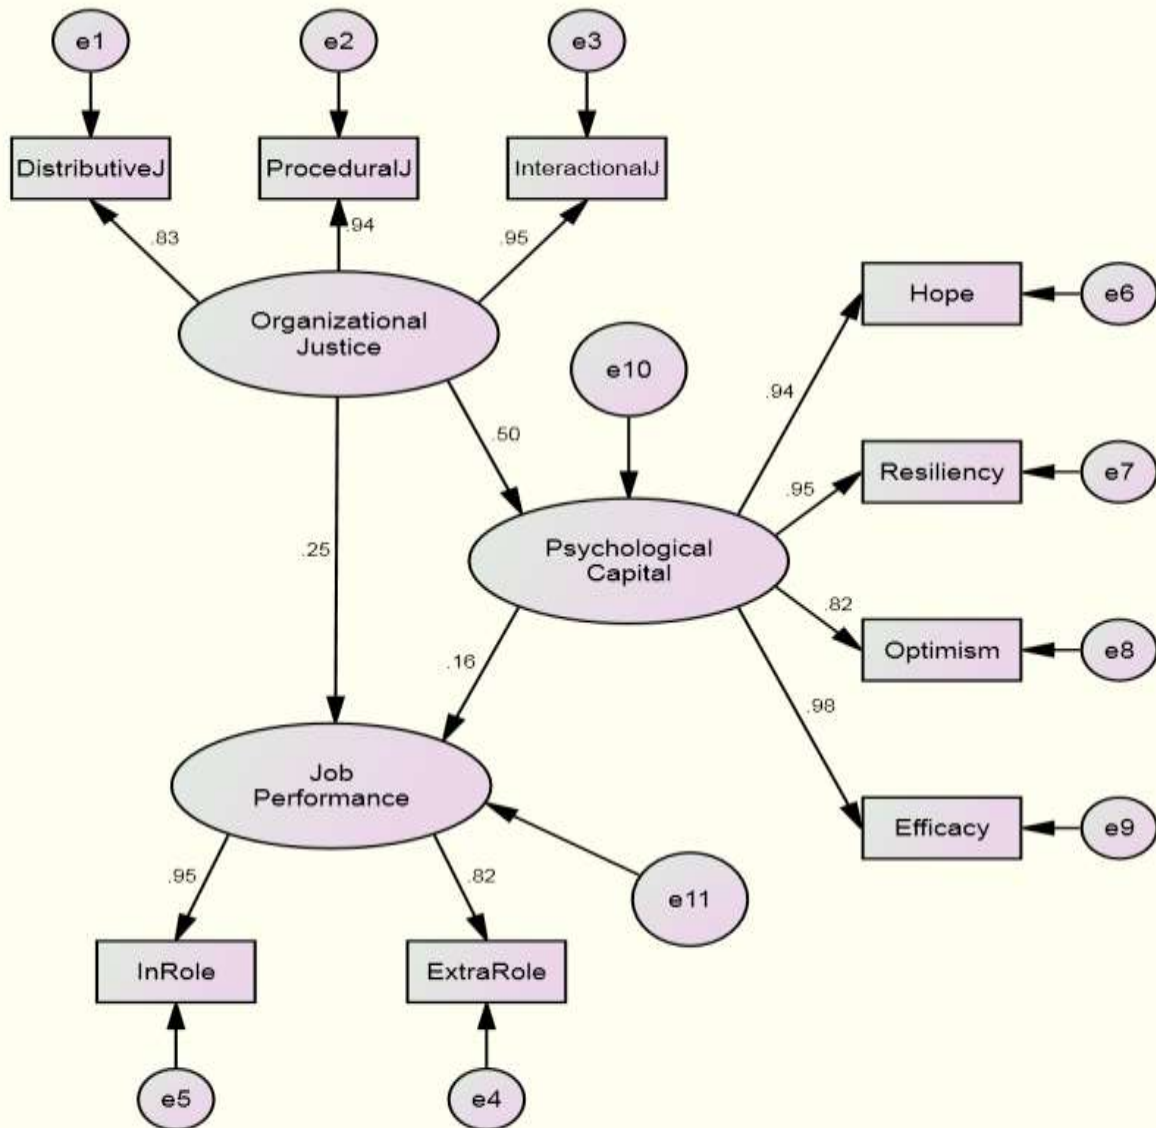 e1
e2
e3
DistributiveJ
ProceduralJ
InteractionalJ
.83
.94
.95
Organizational
Justice
Hope
e6
e10
.94
.50
Resiliency
e7
.95
.25
Psychological
Capital
.82
Optimism
e8
.16
.98
Job
Performance
Efficacy
e9
.95
.82
e11
InRole
ExtraRole
e5
e4